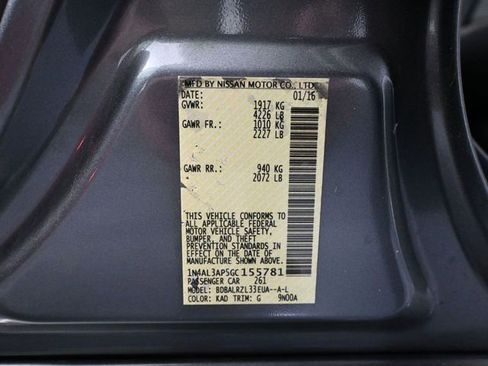 MFD BY NISSAN MOTOR CO., LTD.
DATE: 01/16
GVWR: 1917 KG
4226 LB
GAWR FR: 1010 KG
2227 LB
GAWR RR: 940 KG
2072 LB
THIS VEHICLE CONFORMS TO
ALL APPLICABLE FEDERAL
MOTOR VEHICLE SAFETY,
BUMPER, AND THEFT
PREVENTION STANDARDS IN
EFFECT ON THE DATE OF
MANUFACTURE SHOWN ABOVE.
1N4AL3AP5GC155781
PASSENGER CAR 261
MODEL: BDBALRZL33EUA--A-L
COLOR: KAD TRIM: G 9N00A